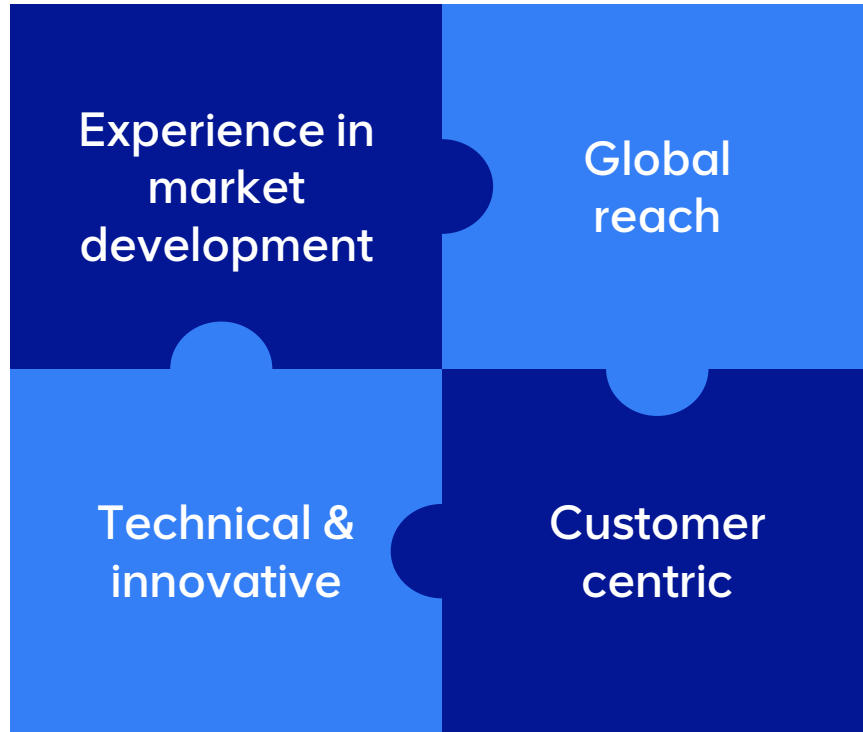 Experience in
market
development
Global
reach
Technical &
innovative
Customer
centric